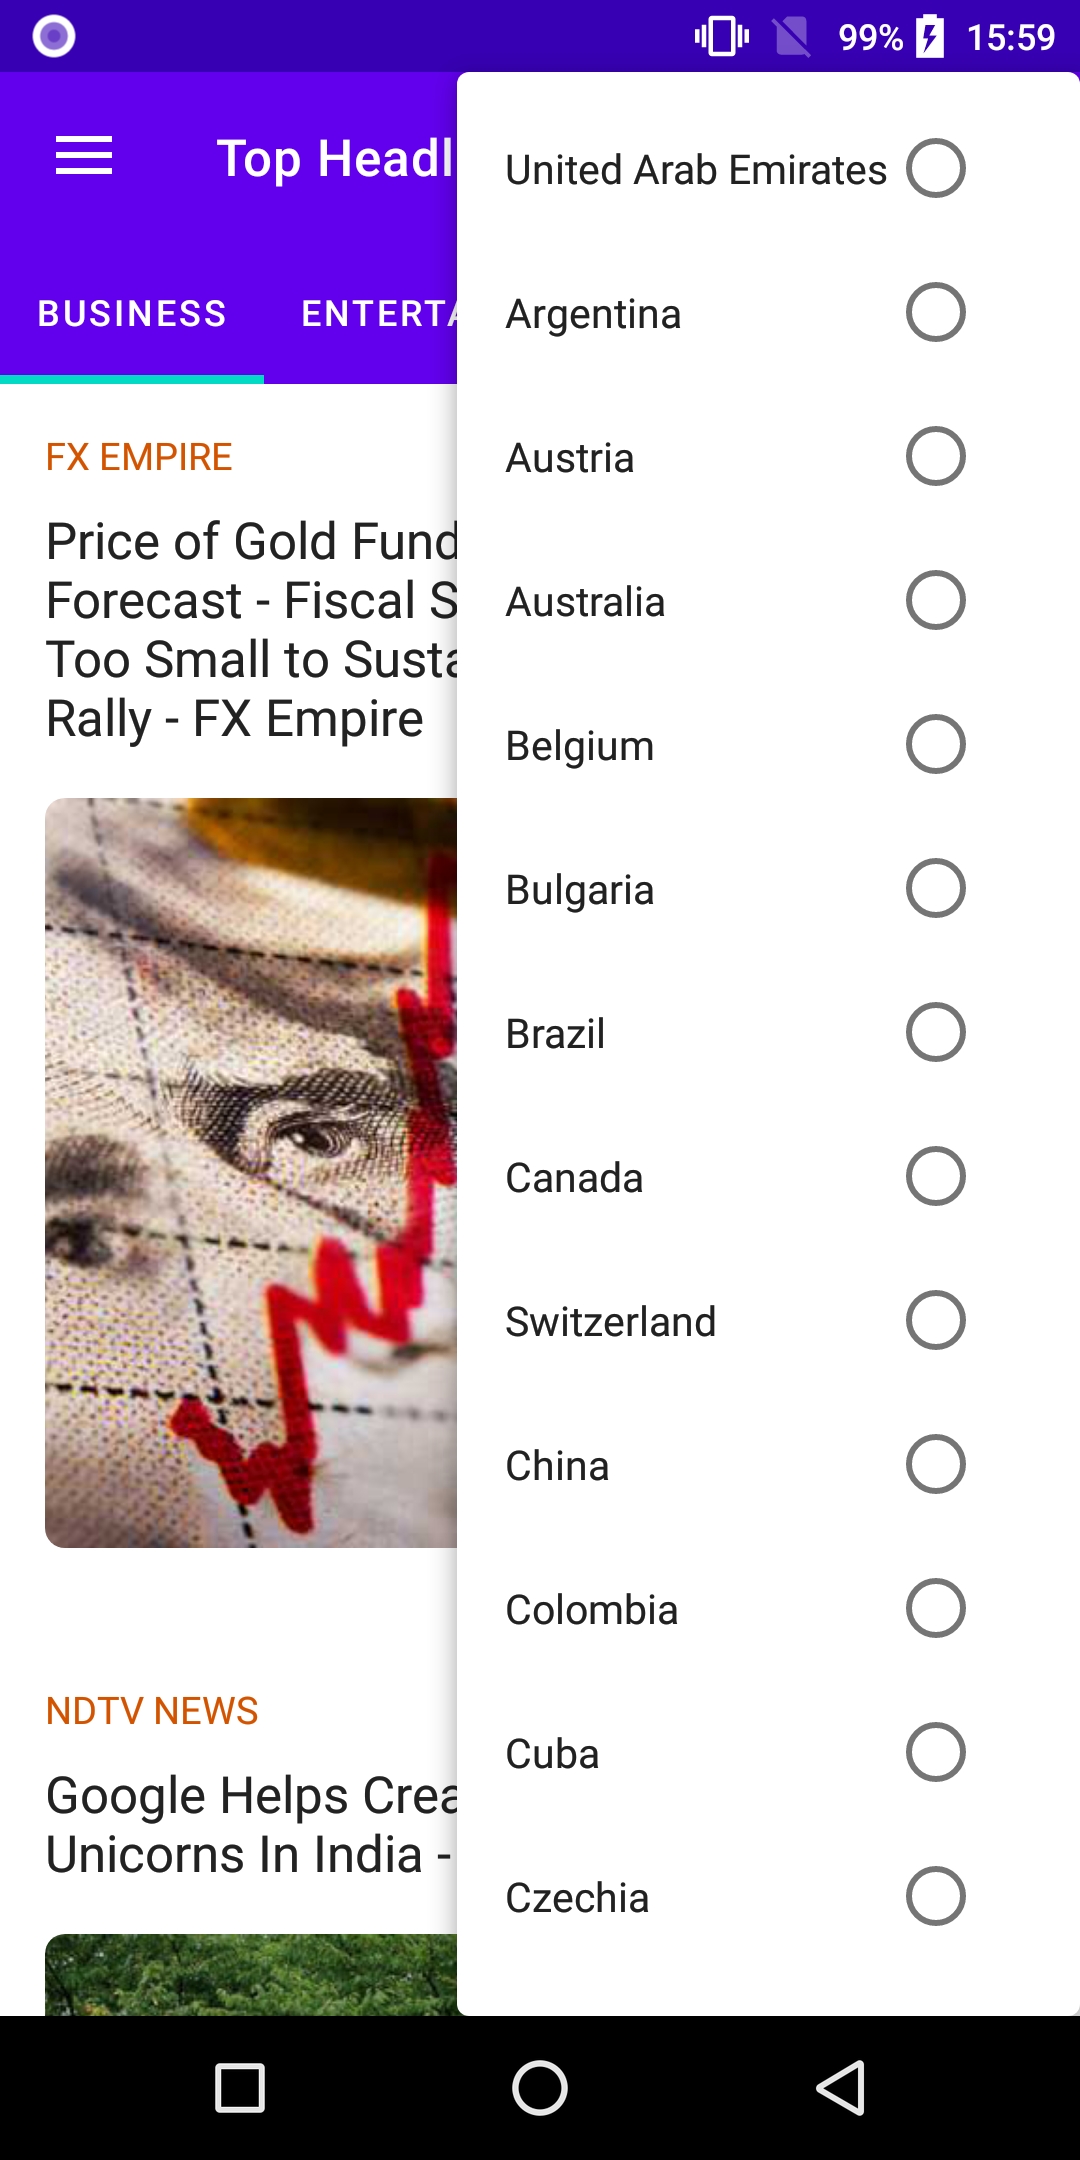 99%
15:59
Top Headl
BUSINESS
ENTERTA
FX EMPIRE
Price of Gold Fund
Forecast - Fiscal S
Too Small to Susta
Rally - FX Empire
NDTV NEWS
Google Helps Crea
Unicorns In India -
United Arab Emirates
Argentina
Austria
Australia
Belgium
Bulgaria
Brazil
Canada
Switzerland
China
Colombia
Cuba
Czechia